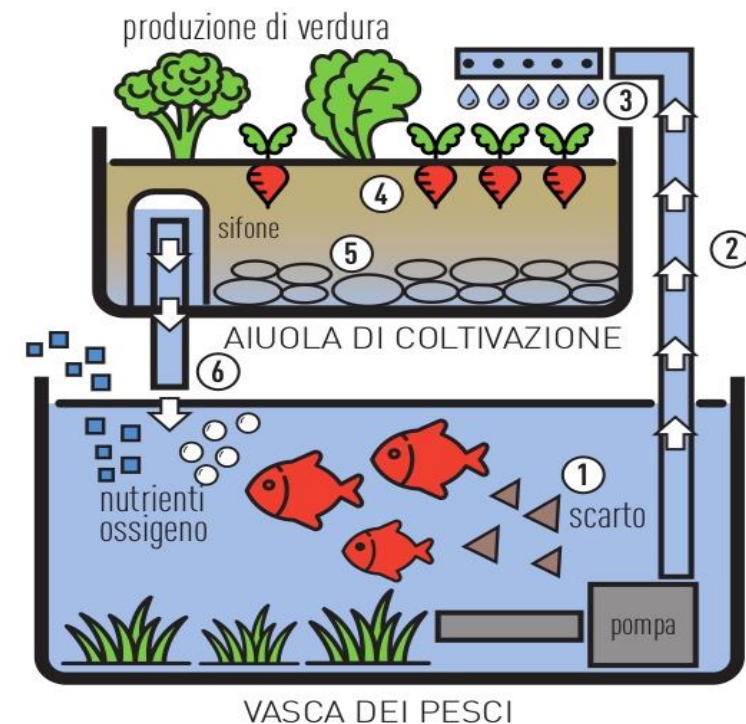 produzione di verdura
3
4
sifone
5
2
AIUOLA DI COLTIVAZIONE
6
1
nutrienti
ossigeno
scarto
pompa
VASCA DEI PESCI